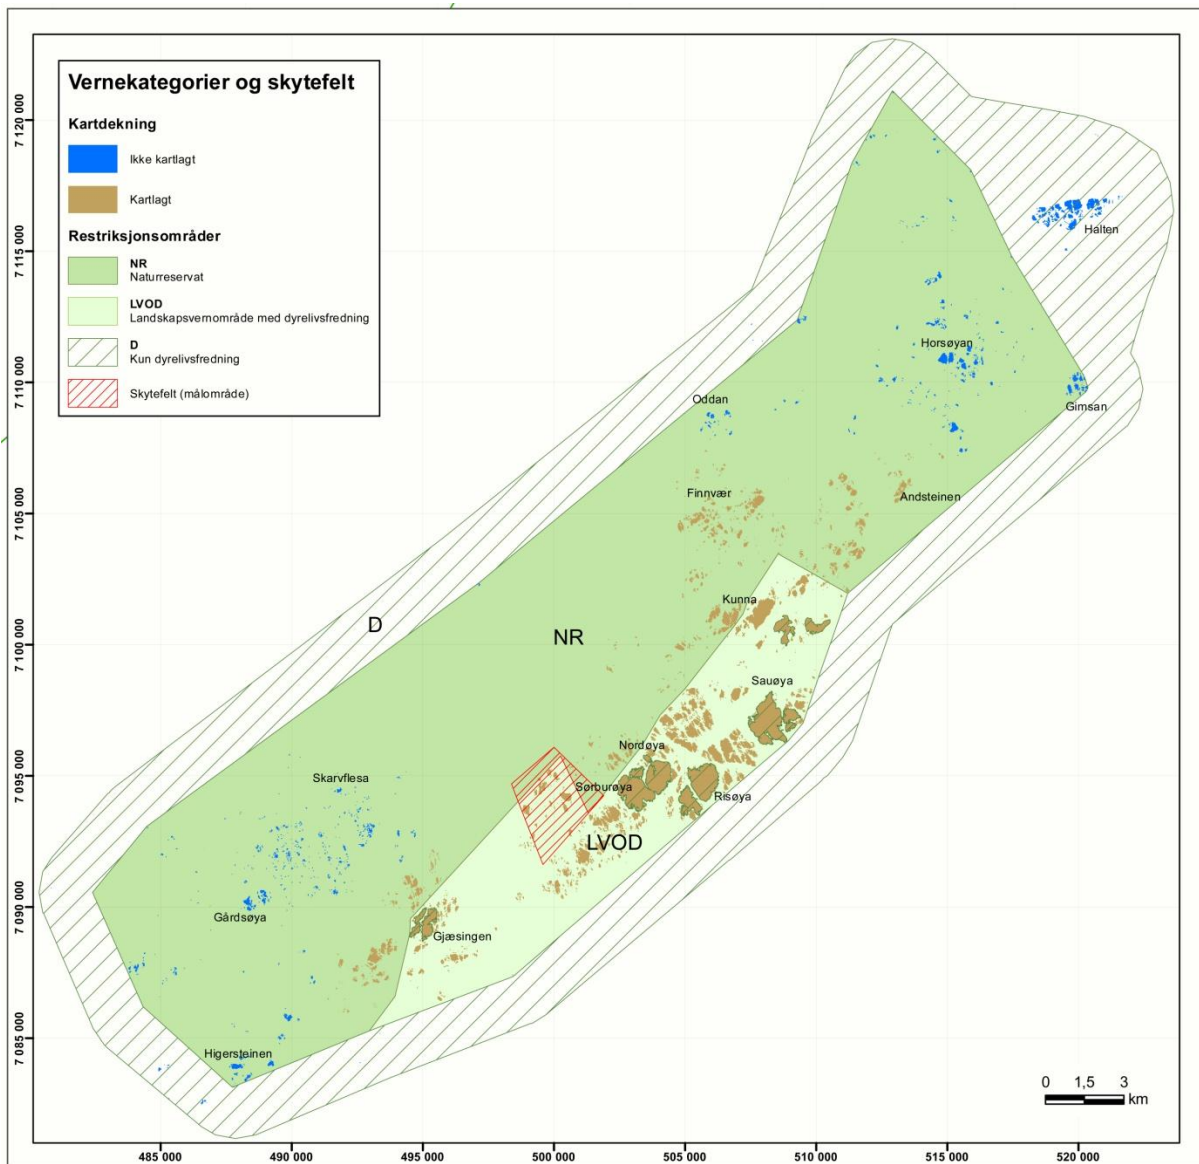 Vernekategorier og skytefelt
Kartdekning
Ikke kartlagt
Kartlagt
Restriksjonsområder
NR
Naturreservat
LVOD
Landskapsvernområde med dyrelivsfredning
D
Kun dyrelivsfredning
Skytefelt (målområde)
7 120 000
7 115 000
7 110 000
7 105 000
7 100 000
7 095 000
7 090 000
7 085 000
Halten
Horsøyan
Oddan
Gimsan
Finnvær
Andsteinen
Kunna
D
NR
Sauøya
Nordøya
Skarvflesa
Sørburøya
Risøya
LVOD
Gårdsøya
Gjæsingen
Higersteinen
0 1,5 3
km
485 000 490 000 495 000 500 000 505 000 510 000 515 000 520 000